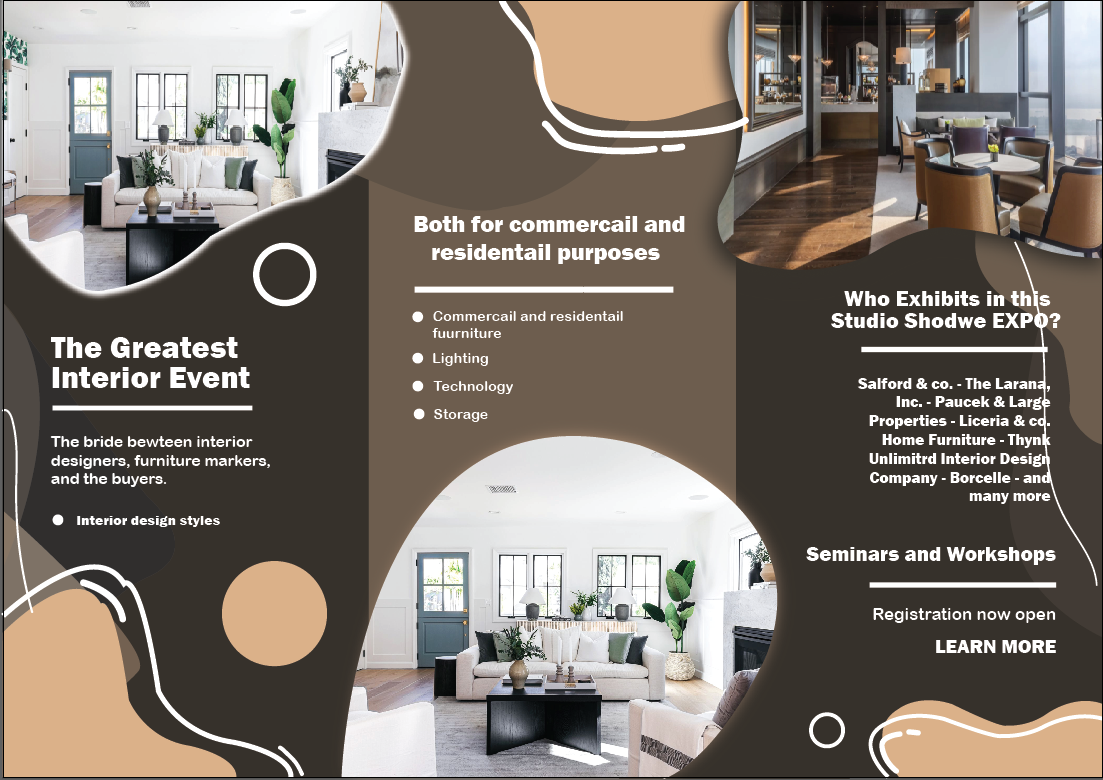 The Greatest
Interior Event
The bride bewteen interior
designers, furniture markers,
and the buyers.
Interior design styles
Both for commercail and
residentail purposes
Commercail and residentail
fuurniture
Lighting
Technology
Storage
Who Exhibits in this
Studio Shodwe EXPO?
Salford & co. - The Larana,
Inc. - Paucek & Large
Properties - Liceria & co.
Home Furniture - Thynk
Unlimitrd Interior Design
Company - Borcelle - and
many more
Seminars and Workshops
Registration now open
LEARN MORE